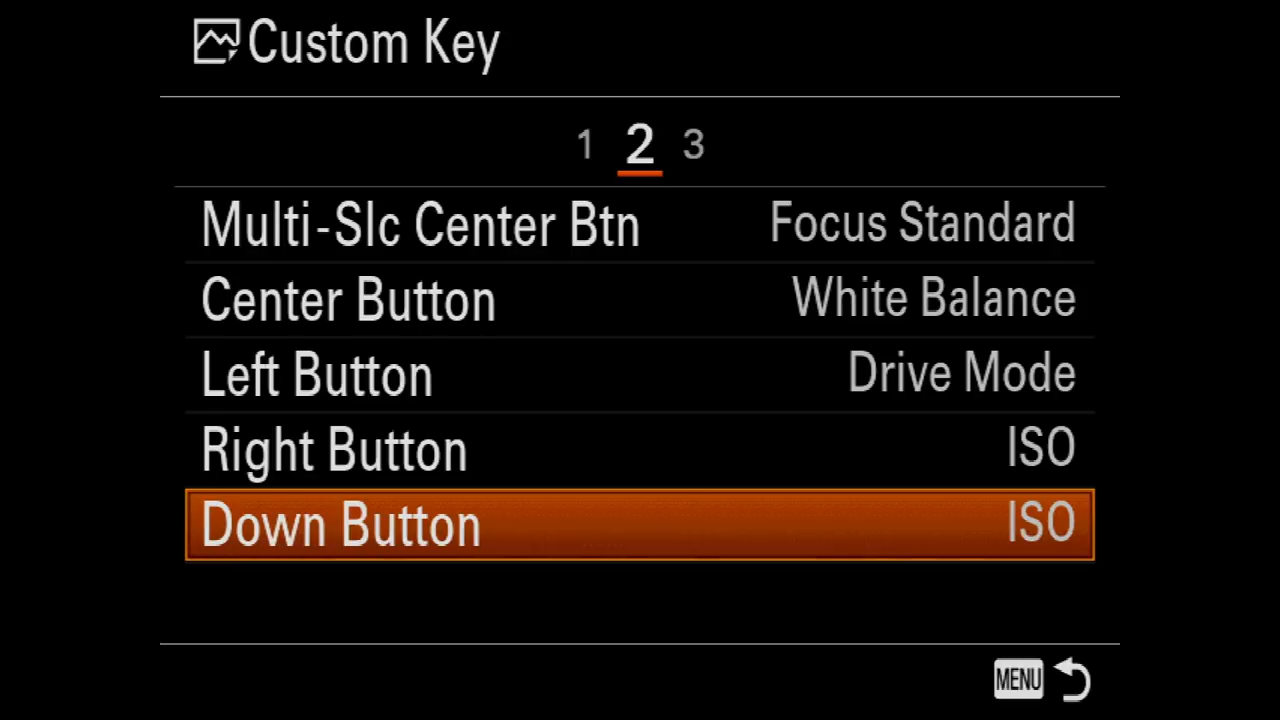 Custom Key
1 2 3
Multi-Slc Center Btn Focus Standard
Center Button White Balance
Left Button Drive Mode
Right Button ISO
Down Button ISO
MENU